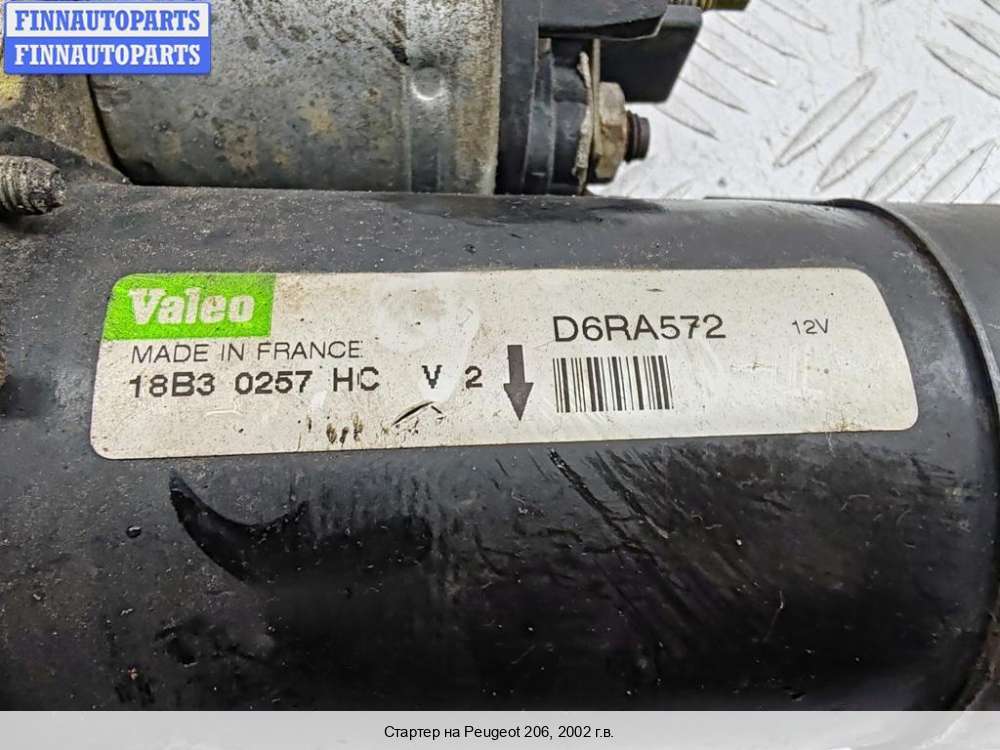 FINNAUTOPARTS
FINNAUTOPARTS
Valeo
D6RA572 12V
MADE IN FRANCE
18B3 0257 HC V 2
Стартер на Peugeot 206, 2002 г.в.